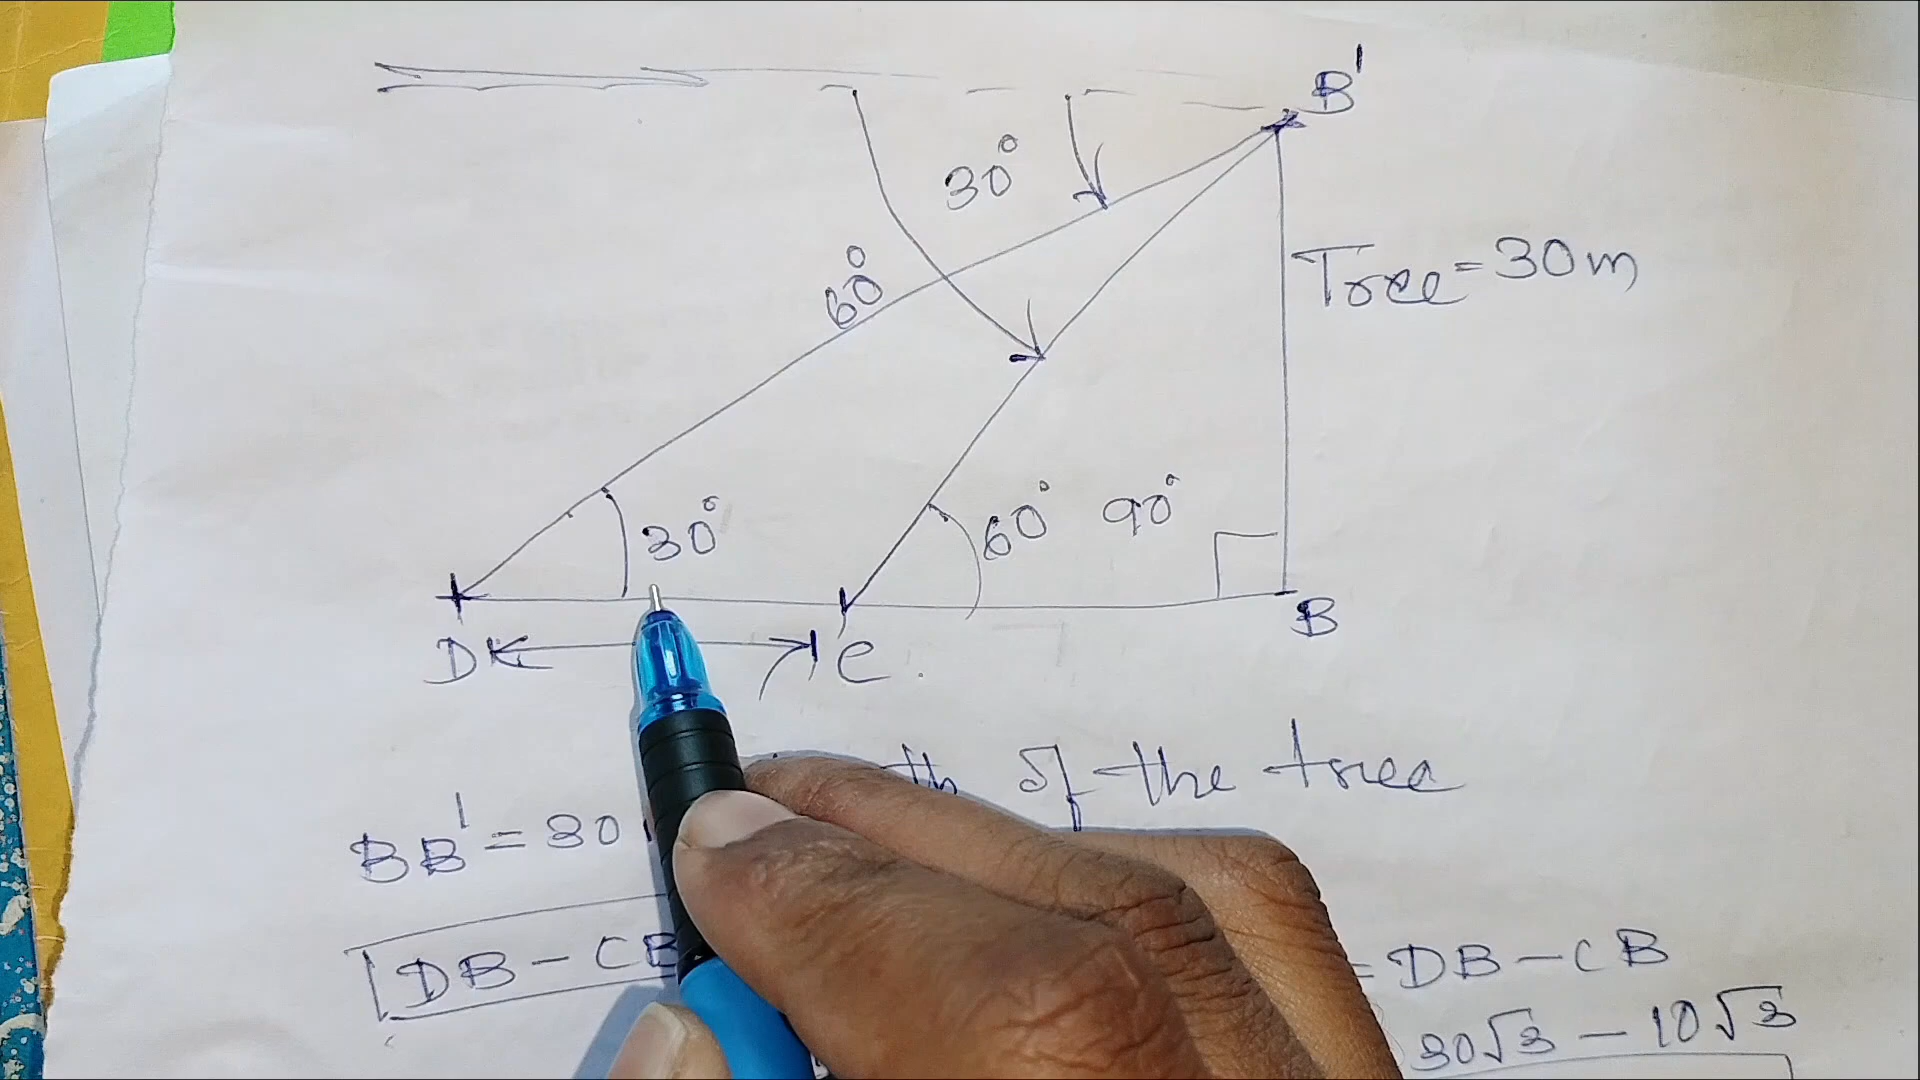 B'
30°
60°
Tree = 30m
30°
60° 90°
D C.
B
of the tree
BB' = 30
DB - CB
= DB - CB
30√3 - 10√3